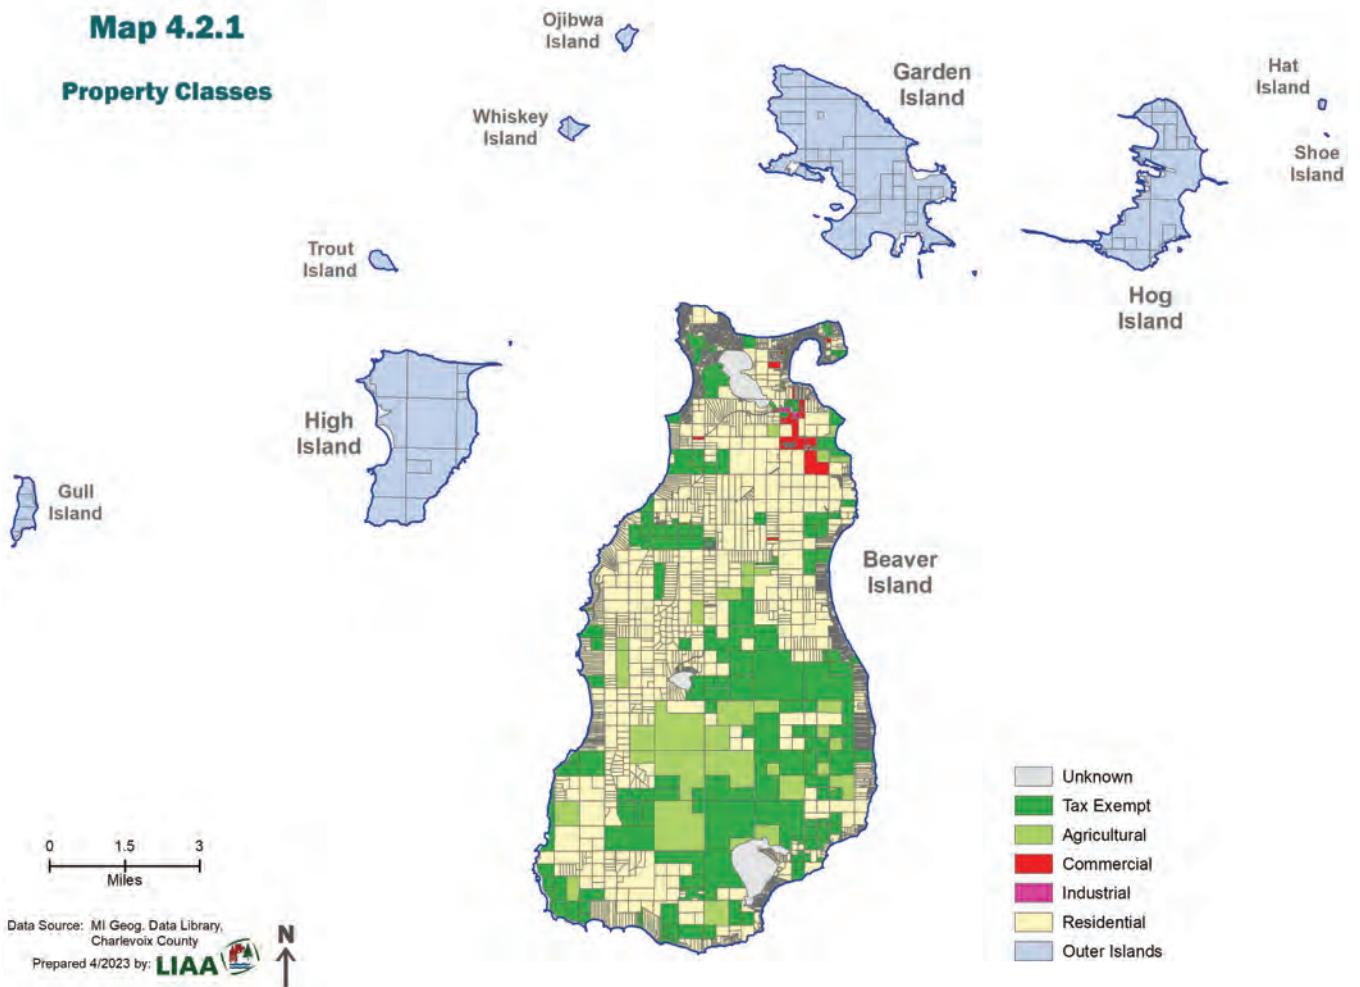 Map 4.2.1
Property Classes
Ojibwa
Island
Whiskey
Island
Garden
Island
Hat
Island
Shoe
Island
Trout
Island
Hog
Island
High
Island
Gull
Island
Beaver
Island
Unknown
Tax Exempt
Agricultural
Commercial
Industrial
Residential
Outer Islands
0 1.5 3
Miles
Data Source: MI Geog. Data Library,
Charlevoix County
Prepared 4/2023 by: LIAA
N